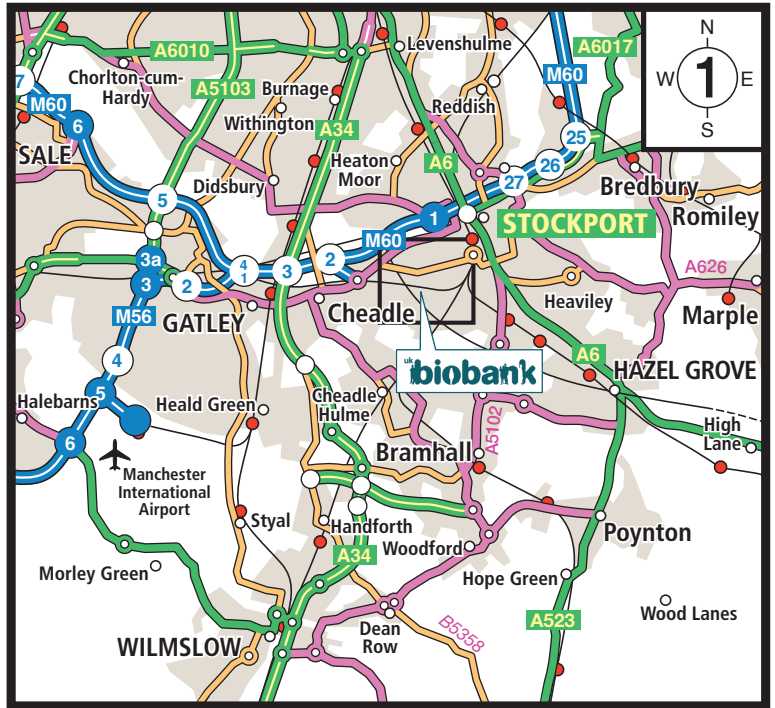 N
W 1 E
S
A6010
Levenshulme
A6017
Chorlton-cum-
Hardy
A5103
Burnage
M60
7
M60
6
Withington
A34
Reddish
A6
25
SALE
Heaton
Moor
26
27
Bredbury
Didsbury
5
1
STOCKPORT
Romiley
M60
3a
3
2
4
1
3
2
A626
GATLEY
Cheadle
Heaviley
Marple
M56
4
A6
uk
biobank
HAZEL GROVE
Halebarns
5
Heald Green
Cheadle
Hulme
A5102
High
Lane
6
Bramhall
Manchester
International
Airport
Styal
Handforth
Poynton
A34
Woodford
Morley Green
Hope Green
Wood Lanes
WILMSLOW
Dean
Row
B5358
A523